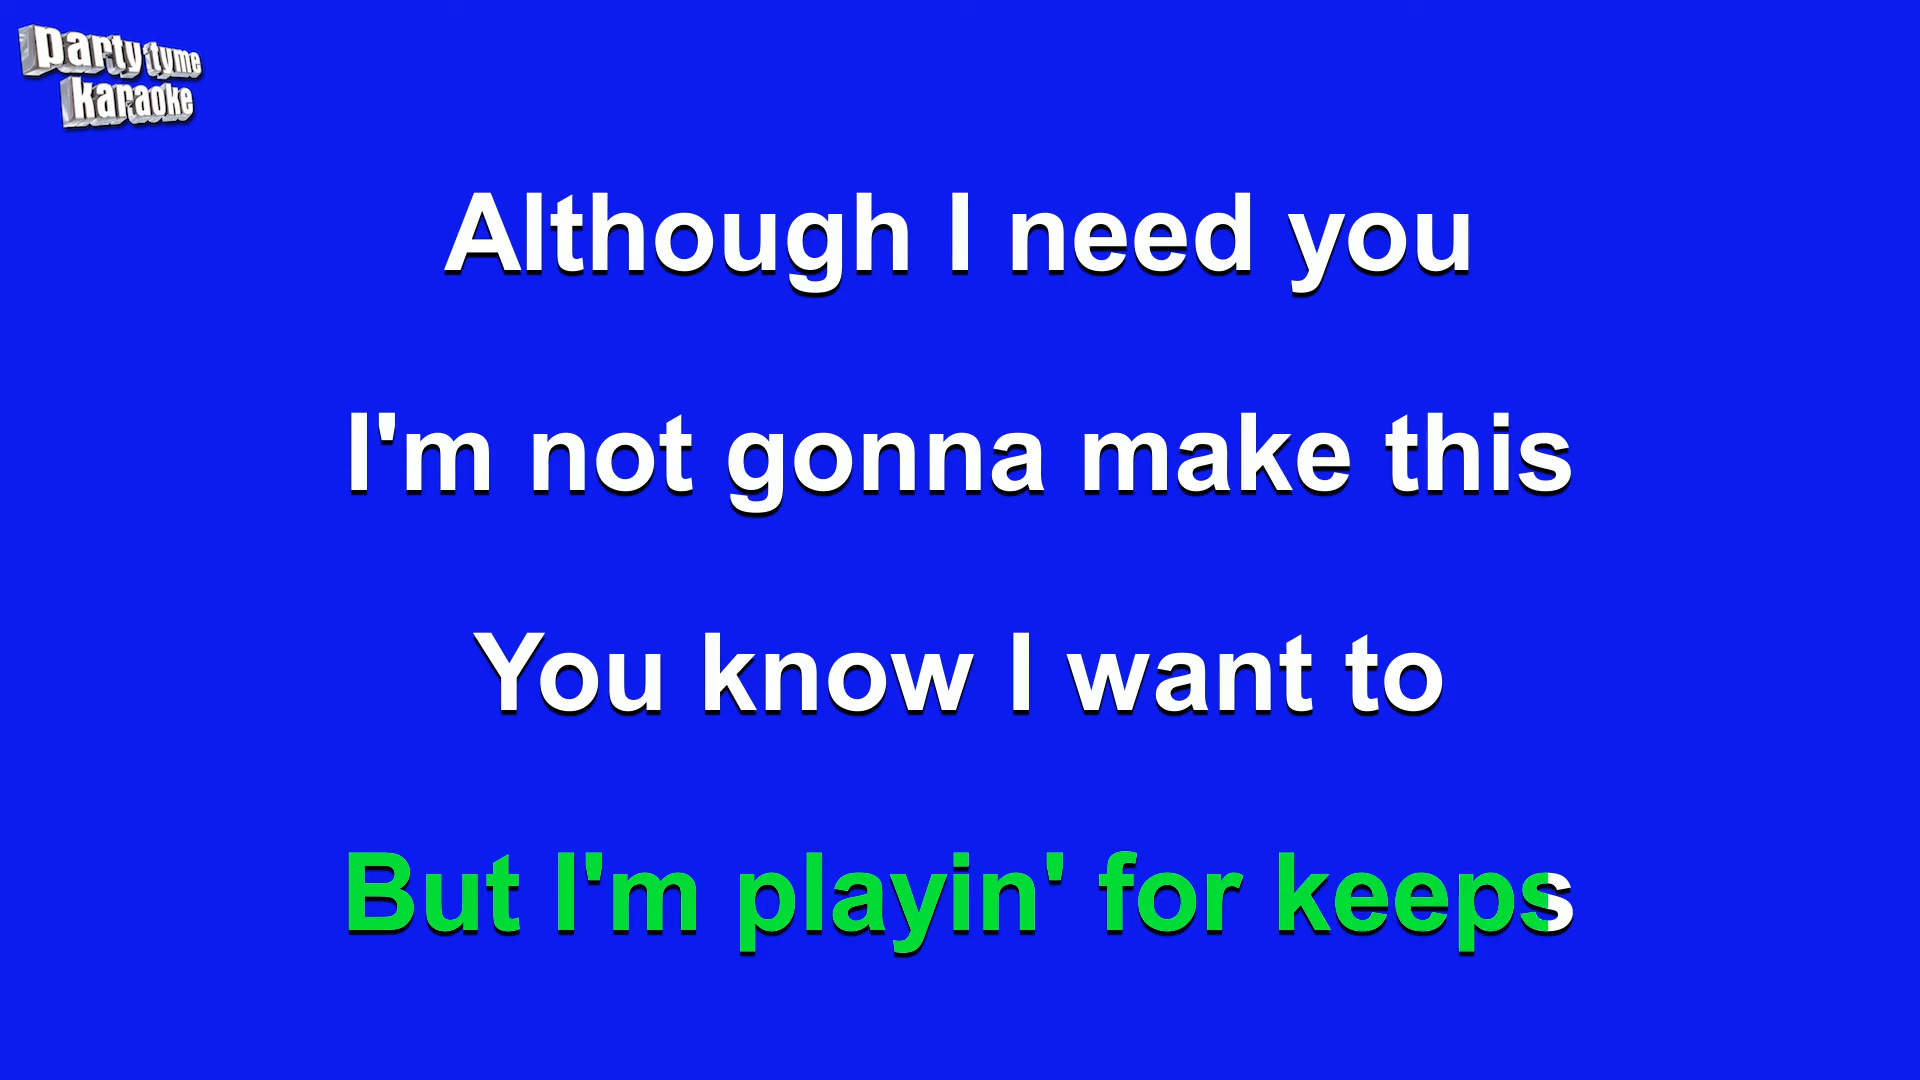 party tyme
karaoke
Although I need you
I'm not gonna make this
You know I want to
But I'm playin' for keeps